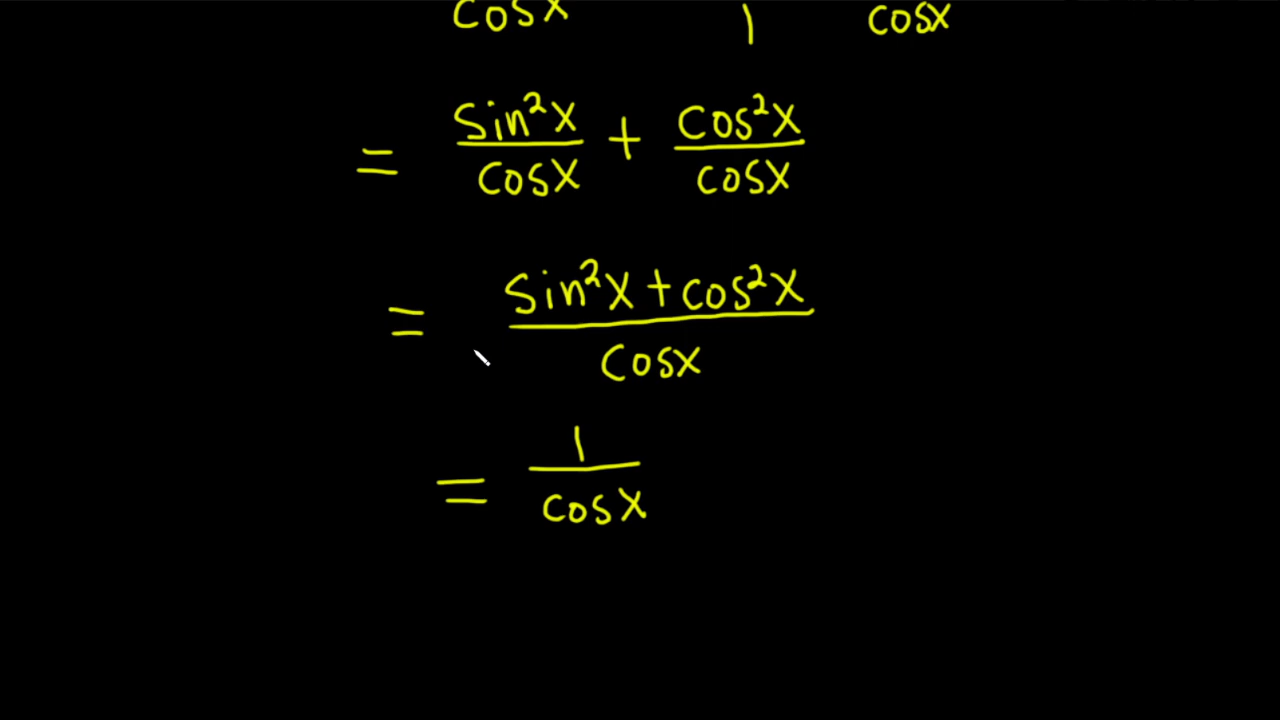 cosx 1 cosx
= sin²x/cosx + cos²x/cosx
= sin²x + cos²x/cosx
= 1/cosx